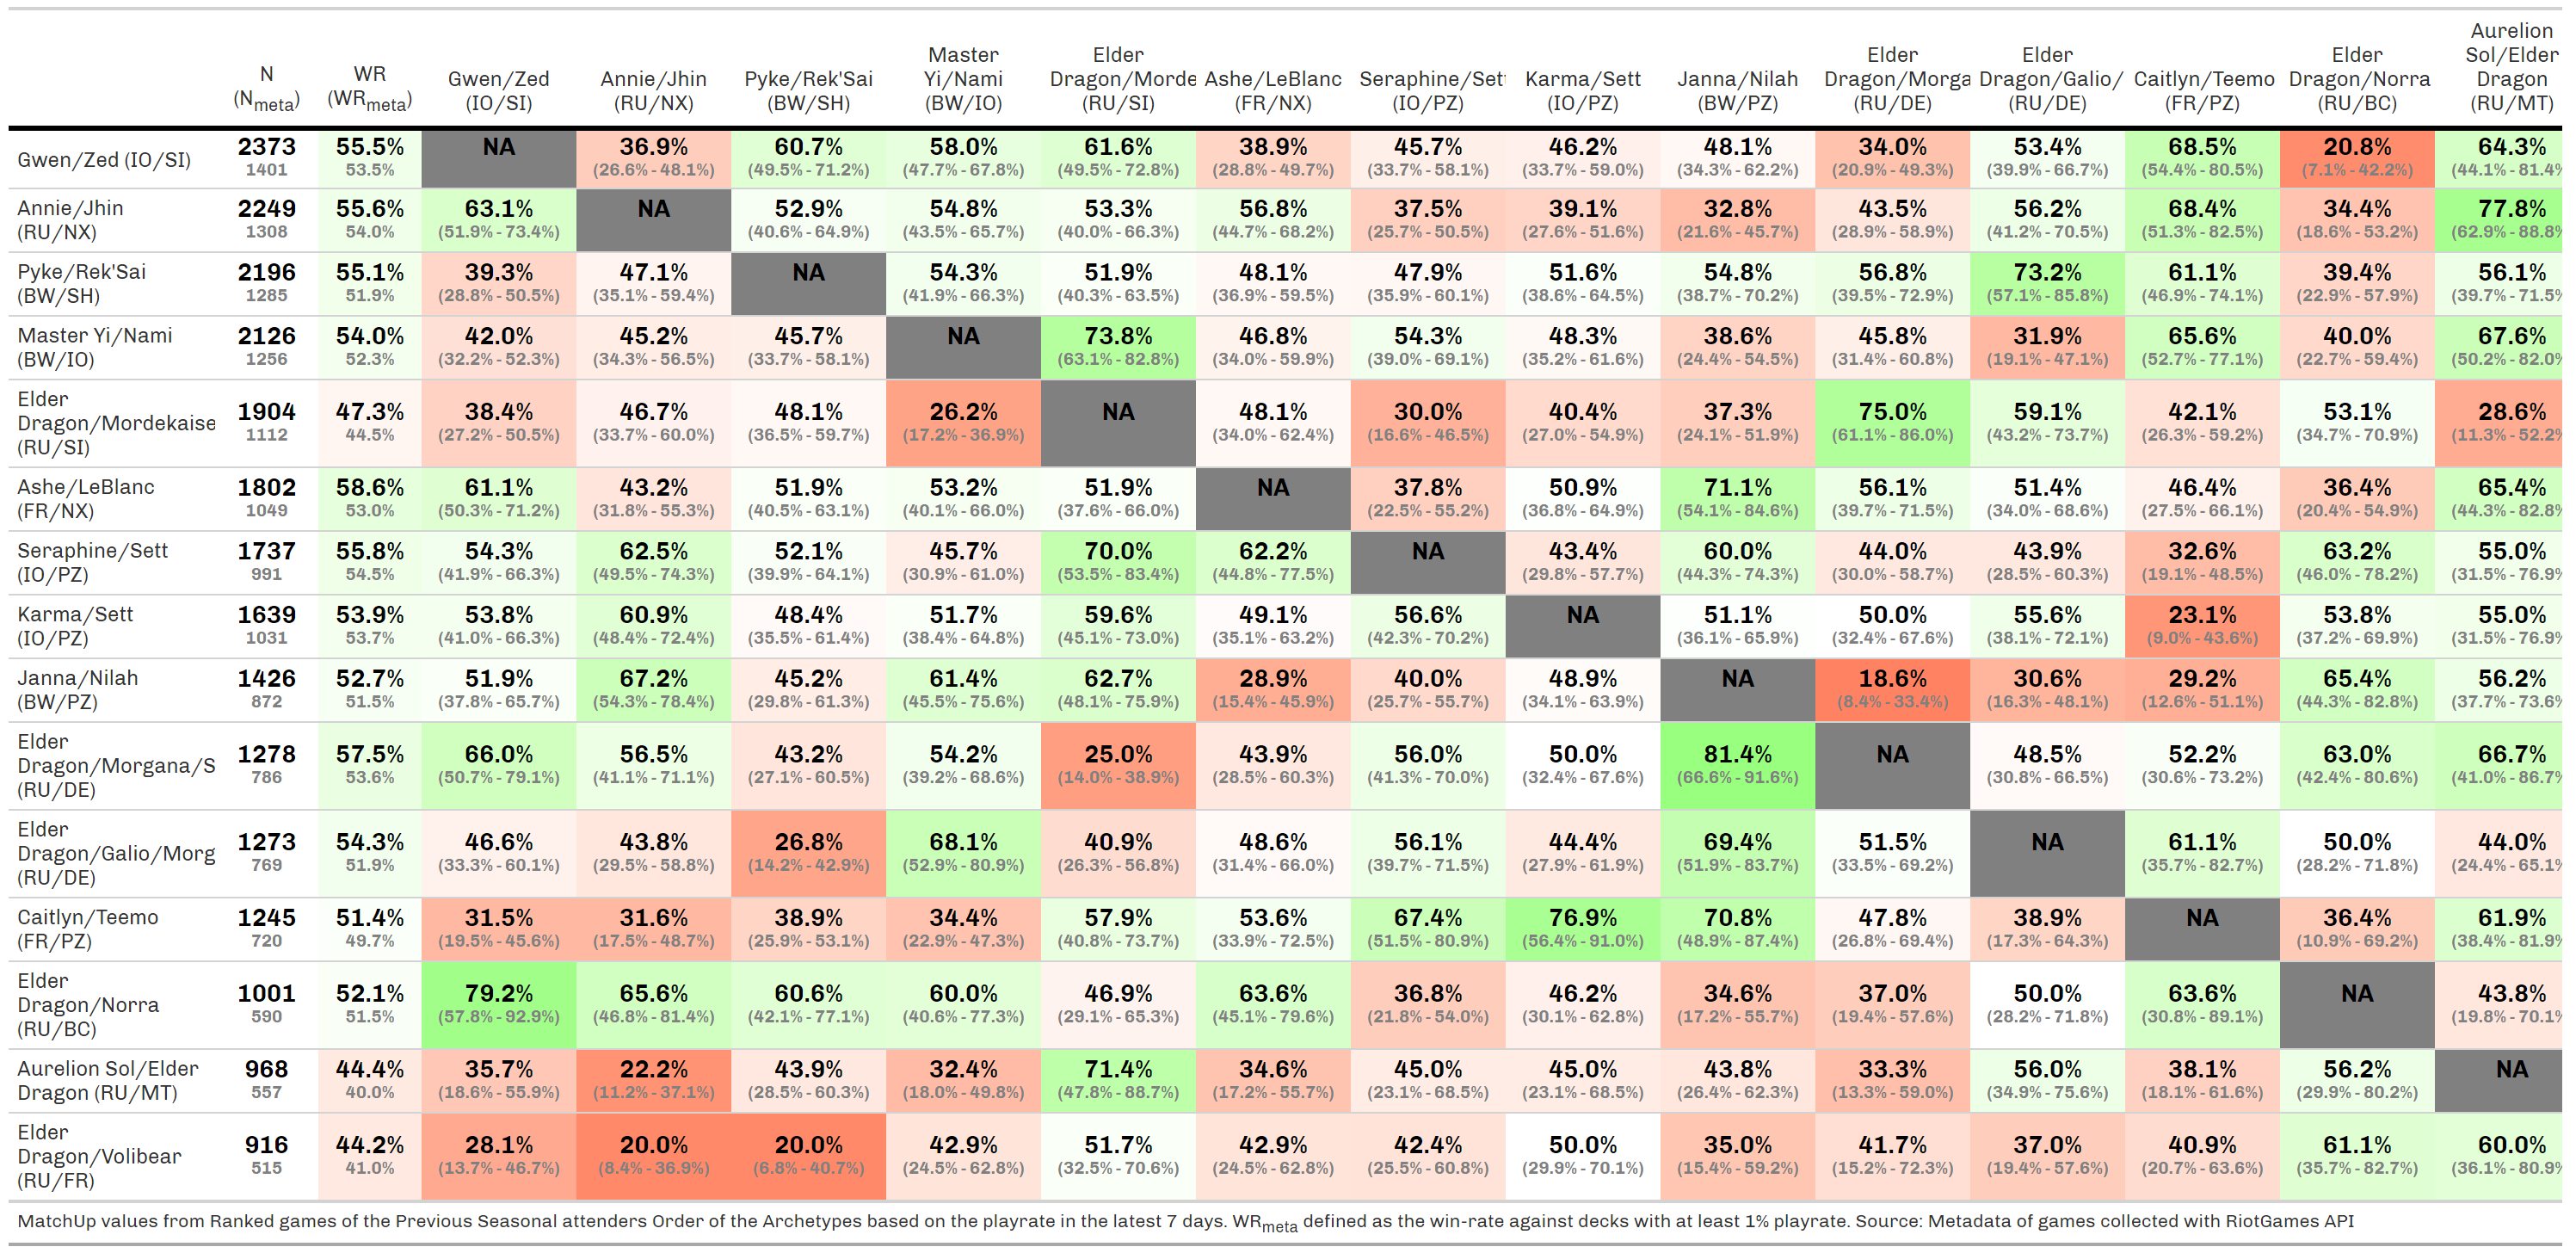 Aurelion
Master Elder Elder Elder Elder Sol/Elder
N WR Gwen/Zed Annie/Jhin Pyke/Rek'Sai Yi/Nami Dragon/Morde Ashe/LeBlanc Seraphine/Sett Karma/Sett Janna/Nilah Dragon/Morga Dragon/Galio/ Caitlyn/Teemo Dragon/Norra Dragon
(Nmeta) (WRmeta) (IO/SI) (RU/NX) (BW/SH) (BW/IO) (RU/SI) (FR/NX) (IO/PZ) (IO/PZ) (BW/PZ) (RU/DE) (RU/DE) (FR/PZ) (RU/BC) (RU/MT)
Gwen/Zed (IO/SI) 2373 55.5% NA 36.9% 60.7% 58.0% 61.6% 38.9% 45.7% 46.2% 48.1% 34.0% 53.4% 68.5% 20.8% 64.3%
1401 53.5% (26.6% - 48.1%) (49.5% - 71.2%) (47.7% - 67.8%) (49.5% - 72.8%) (28.8% - 49.7%) (33.7% - 58.1%) (33.7% - 59.0%) (34.3% - 62.2%) (20.9% - 49.3%) (39.9% - 66.7%) (54.4% - 80.5%) (7.1% - 42.2%) (44.1% - 81.4%
Annie/Jhin 2249 55.6% 63.1% NA 52.9% 54.8% 53.3% 56.8% 37.5% 39.1% 32.8% 43.5% 56.2% 68.4% 34.4% 77.8%
(RU/NX) 1308 54.0% (51.9% - 73.4%) (40.6% - 64.9%) (43.5% - 65.7%) (40.0% - 66.3%) (44.7% - 68.2%) (25.7% - 50.5%) (27.6% - 51.6%) (21.6% - 45.7%) (28.9% - 58.9%) (41.2% - 70.5%) (51.3% - 82.5%) (18.6% - 53.2%) (62.9% - 88.8%
Pyke/Rek'Sai 2196 55.1% 39.3% 47.1% NA 54.3% 51.9% 48.1% 47.9% 51.6% 54.8% 56.8% 73.2% 61.1% 39.4% 56.1%
(BW/SH) 1285 51.9% (28.8% - 50.5%) (35.1% - 59.4%) (41.9% - 66.3%) (40.3% - 63.5%) (36.9% - 59.5%) (35.9% - 60.1%) (38.6% - 64.5%) (38.7% - 70.2%) (39.5% - 72.9%) (57.1% - 85.8%) (46.9% - 74.1%) (22.9% - 57.9%) (39.7% - 71.5%
Master Yi/Nami 2126 54.0% 42.0% 45.2% 45.7% NA 73.8% 46.8% 54.3% 48.3% 38.6% 45.8% 31.9% 65.6% 40.0% 67.6%
(BW/IO) 1256 52.3% (32.2% - 52.3%) (34.3% - 56.5%) (33.7% - 58.1%) (63.1% - 82.8%) (34.0% - 59.9%) (39.0% - 69.1%) (35.2% - 61.6%) (24.4% - 54.5%) (31.4% - 60.8%) (19.1% - 47.1%) (52.7% - 77.1%) (22.7% - 59.4%) (50.2% - 82.0%
Elder
Dragon/Mordekaise 1904 47.3% 38.4% 46.7% 48.1% 26.2% NA 48.1% 30.0% 40.4% 37.3% 75.0% 59.1% 42.1% 53.1% 28.6%
(RU/SI) 1112 44.5% (27.2% - 50.5%) (33.7% - 60.0%) (36.5% - 59.7%) (17.2% - 36.9%) (34.0% - 62.4%) (16.6% - 46.5%) (27.0% - 54.9%) (24.1% - 51.9%) (61.1% - 86.0%) (43.2% - 73.7%) (26.3% - 59.2%) (34.7% - 70.9%) (11.3% - 52.2%
Ashe/LeBlanc 1802 58.6% 61.1% 43.2% 51.9% 53.2% 51.9% NA 37.8% 50.9% 71.1% 56.1% 51.4% 46.4% 36.4% 65.4%
(FR/NX) 1049 53.0% (50.3% - 71.2%) (31.8% - 55.3%) (40.5% - 63.1%) (40.1% - 66.0%) (37.6% - 66.0%) (22.5% - 55.2%) (36.8% - 64.9%) (54.1% - 84.6%) (39.7% - 71.5%) (34.0% - 68.6%) (27.5% - 66.1%) (20.4% - 54.9%) (44.3% - 82.8%
Seraphine/Sett 1737 55.8% 54.3% 62.5% 52.1% 45.7% 70.0% 62.2% NA 43.4% 60.0% 44.0% 43.9% 32.6% 63.2% 55.0%
(IO/PZ) 991 54.5% (41.9% - 66.3%) (49.5% - 74.3%) (39.9% - 64.1%) (30.9% - 61.0%) (53.5% - 83.4%) (44.8% - 77.5%) (29.8% - 57.7%) (44.3% - 74.3%) (30.0% - 58.7%) (28.5% - 60.3%) (19.1% - 48.5%) (46.0% - 78.2%) (31.5% - 76.9%
Karma/Sett 1639 53.9% 53.8% 60.9% 48.4% 51.7% 59.6% 49.1% 56.6% NA 51.1% 50.0% 55.6% 23.1% 53.8% 55.0%
(IO/PZ) 1031 53.7% (41.0% - 66.3%) (48.4% - 72.4%) (35.5% - 61.4%) (38.4% - 64.8%) (45.1% - 73.0%) (35.1% - 63.2%) (42.3% - 70.2%) (36.1% - 65.9%) (32.4% - 67.6%) (38.1% - 72.1%) (9.0% - 43.6%) (37.2% - 69.9%) (31.5% - 76.9%
Janna/Nilah 1426 52.7% 51.9% 67.2% 45.2% 61.4% 62.7% 28.9% 40.0% 48.9% NA 18.6% 30.6% 29.2% 65.4% 56.2%
(BW/PZ) 872 51.5% (37.8% - 65.7%) (54.3% - 78.4%) (29.8% - 61.3%) (45.5% - 75.6%) (48.1% - 75.9%) (15.4% - 45.9%) (25.7% - 55.7%) (34.1% - 63.9%) (8.4% - 33.4%) (16.3% - 48.1%) (12.6% - 51.1%) (44.3% - 82.8%) (37.7% - 73.6%
Elder
Dragon/Morgana/S 1278 57.5% 66.0% 56.5% 43.2% 54.2% 25.0% 43.9% 56.0% 50.0% 81.4% NA 48.5% 52.2% 63.0% 66.7%
(RU/DE) 786 53.6% (50.7% - 79.1%) (41.1% - 71.1%) (27.1% - 60.5%) (39.2% - 68.6%) (14.0% - 38.9%) (28.5% - 60.3%) (41.3% - 70.0%) (32.4% - 67.6%) (66.6% - 91.6%) (30.8% - 66.5%) (30.6% - 73.2%) (42.4% - 80.6%) (41.0% - 86.7%
Elder
Dragon/Galio/Morg 1273 54.3% 46.6% 43.8% 26.8% 68.1% 40.9% 48.6% 56.1% 44.4% 69.4% 51.5% NA 61.1% 50.0% 44.0%
(RU/DE) 769 51.9% (33.3% - 60.1%) (29.5% - 58.8%) (14.2% - 42.9%) (52.9% - 80.9%) (26.3% - 56.8%) (31.4% - 66.0%) (39.7% - 71.5%) (27.9% - 61.9%) (51.9% - 83.7%) (33.5% - 69.2%) (35.7% - 82.7%) (28.2% - 71.8%) (24.4% - 65.1%
Caitlyn/Teemo 1245 51.4% 31.5% 31.6% 38.9% 34.4% 57.9% 53.6% 67.4% 76.9% 70.8% 47.8% 38.9% NA 36.4% 61.9%
(FR/PZ) 720 49.7% (19.5% - 45.6%) (17.5% - 48.7%) (25.9% - 53.1%) (22.9% - 47.3%) (40.8% - 73.7%) (33.9% - 72.5%) (51.5% - 80.9%) (56.4% - 91.0%) (48.9% - 87.4%) (26.8% - 69.4%) (17.3% - 64.3%) (10.9% - 69.2%) (38.4% - 81.9%
Elder
Dragon/Norra 1001 52.1% 79.2% 65.6% 60.6% 60.0% 46.9% 63.6% 36.8% 46.2% 34.6% 37.0% 50.0% 63.6% NA 43.8%
(RU/BC) 590 51.5% (57.8% - 92.9%) (46.8% - 81.4%) (42.1% - 77.1%) (40.6% - 77.3%) (29.1% - 65.3%) (45.1% - 79.6%) (21.8% - 54.0%) (30.1% - 62.8%) (17.2% - 55.7%) (19.4% - 57.6%) (28.2% - 71.8%) (30.8% - 89.1%) (19.8% - 70.1%
Aurelion Sol/Elder 968 44.4% 35.7% 22.2% 43.9% 32.4% 71.4% 34.6% 45.0% 45.0% 43.8% 33.3% 56.0% 38.1% 56.2% NA
Dragon (RU/MT) 557 40.0% (18.6% - 55.9%) (11.2% - 37.1%) (28.5% - 60.3%) (18.0% - 49.8%) (47.8% - 88.7%) (17.2% - 55.7%) (23.1% - 68.5%) (23.1% - 68.5%) (26.4% - 62.3%) (13.3% - 59.0%) (34.9% - 75.6%) (18.1% - 61.6%) (29.9% - 80.2%)
Elder
Dragon/Volibear 916 44.2% 28.1% 20.0% 20.0% 42.9% 51.7% 42.9% 42.4% 50.0% 35.0% 41.7% 37.0% 40.9% 61.1% 60.0%
(RU/FR) 515 41.0% (13.7% - 46.7%) (8.4% - 36.9%) (6.8% - 40.7%) (24.5% - 62.8%) (32.5% - 70.6%) (24.5% - 62.8%) (25.5% - 60.8%) (29.9% - 70.1%) (15.4% - 59.2%) (15.2% - 72.3%) (19.4% - 57.6%) (20.7% - 63.6%) (35.7% - 82.7%) (36.1% - 80.9%
MatchUp values from Ranked games of the Previous Seasonal attenders Order of the Archetypes based on the playrate in the latest 7 days. WRmeta defined as the win-rate against decks with at least 1% playrate. Source: Metadata of games collected with RiotGames API